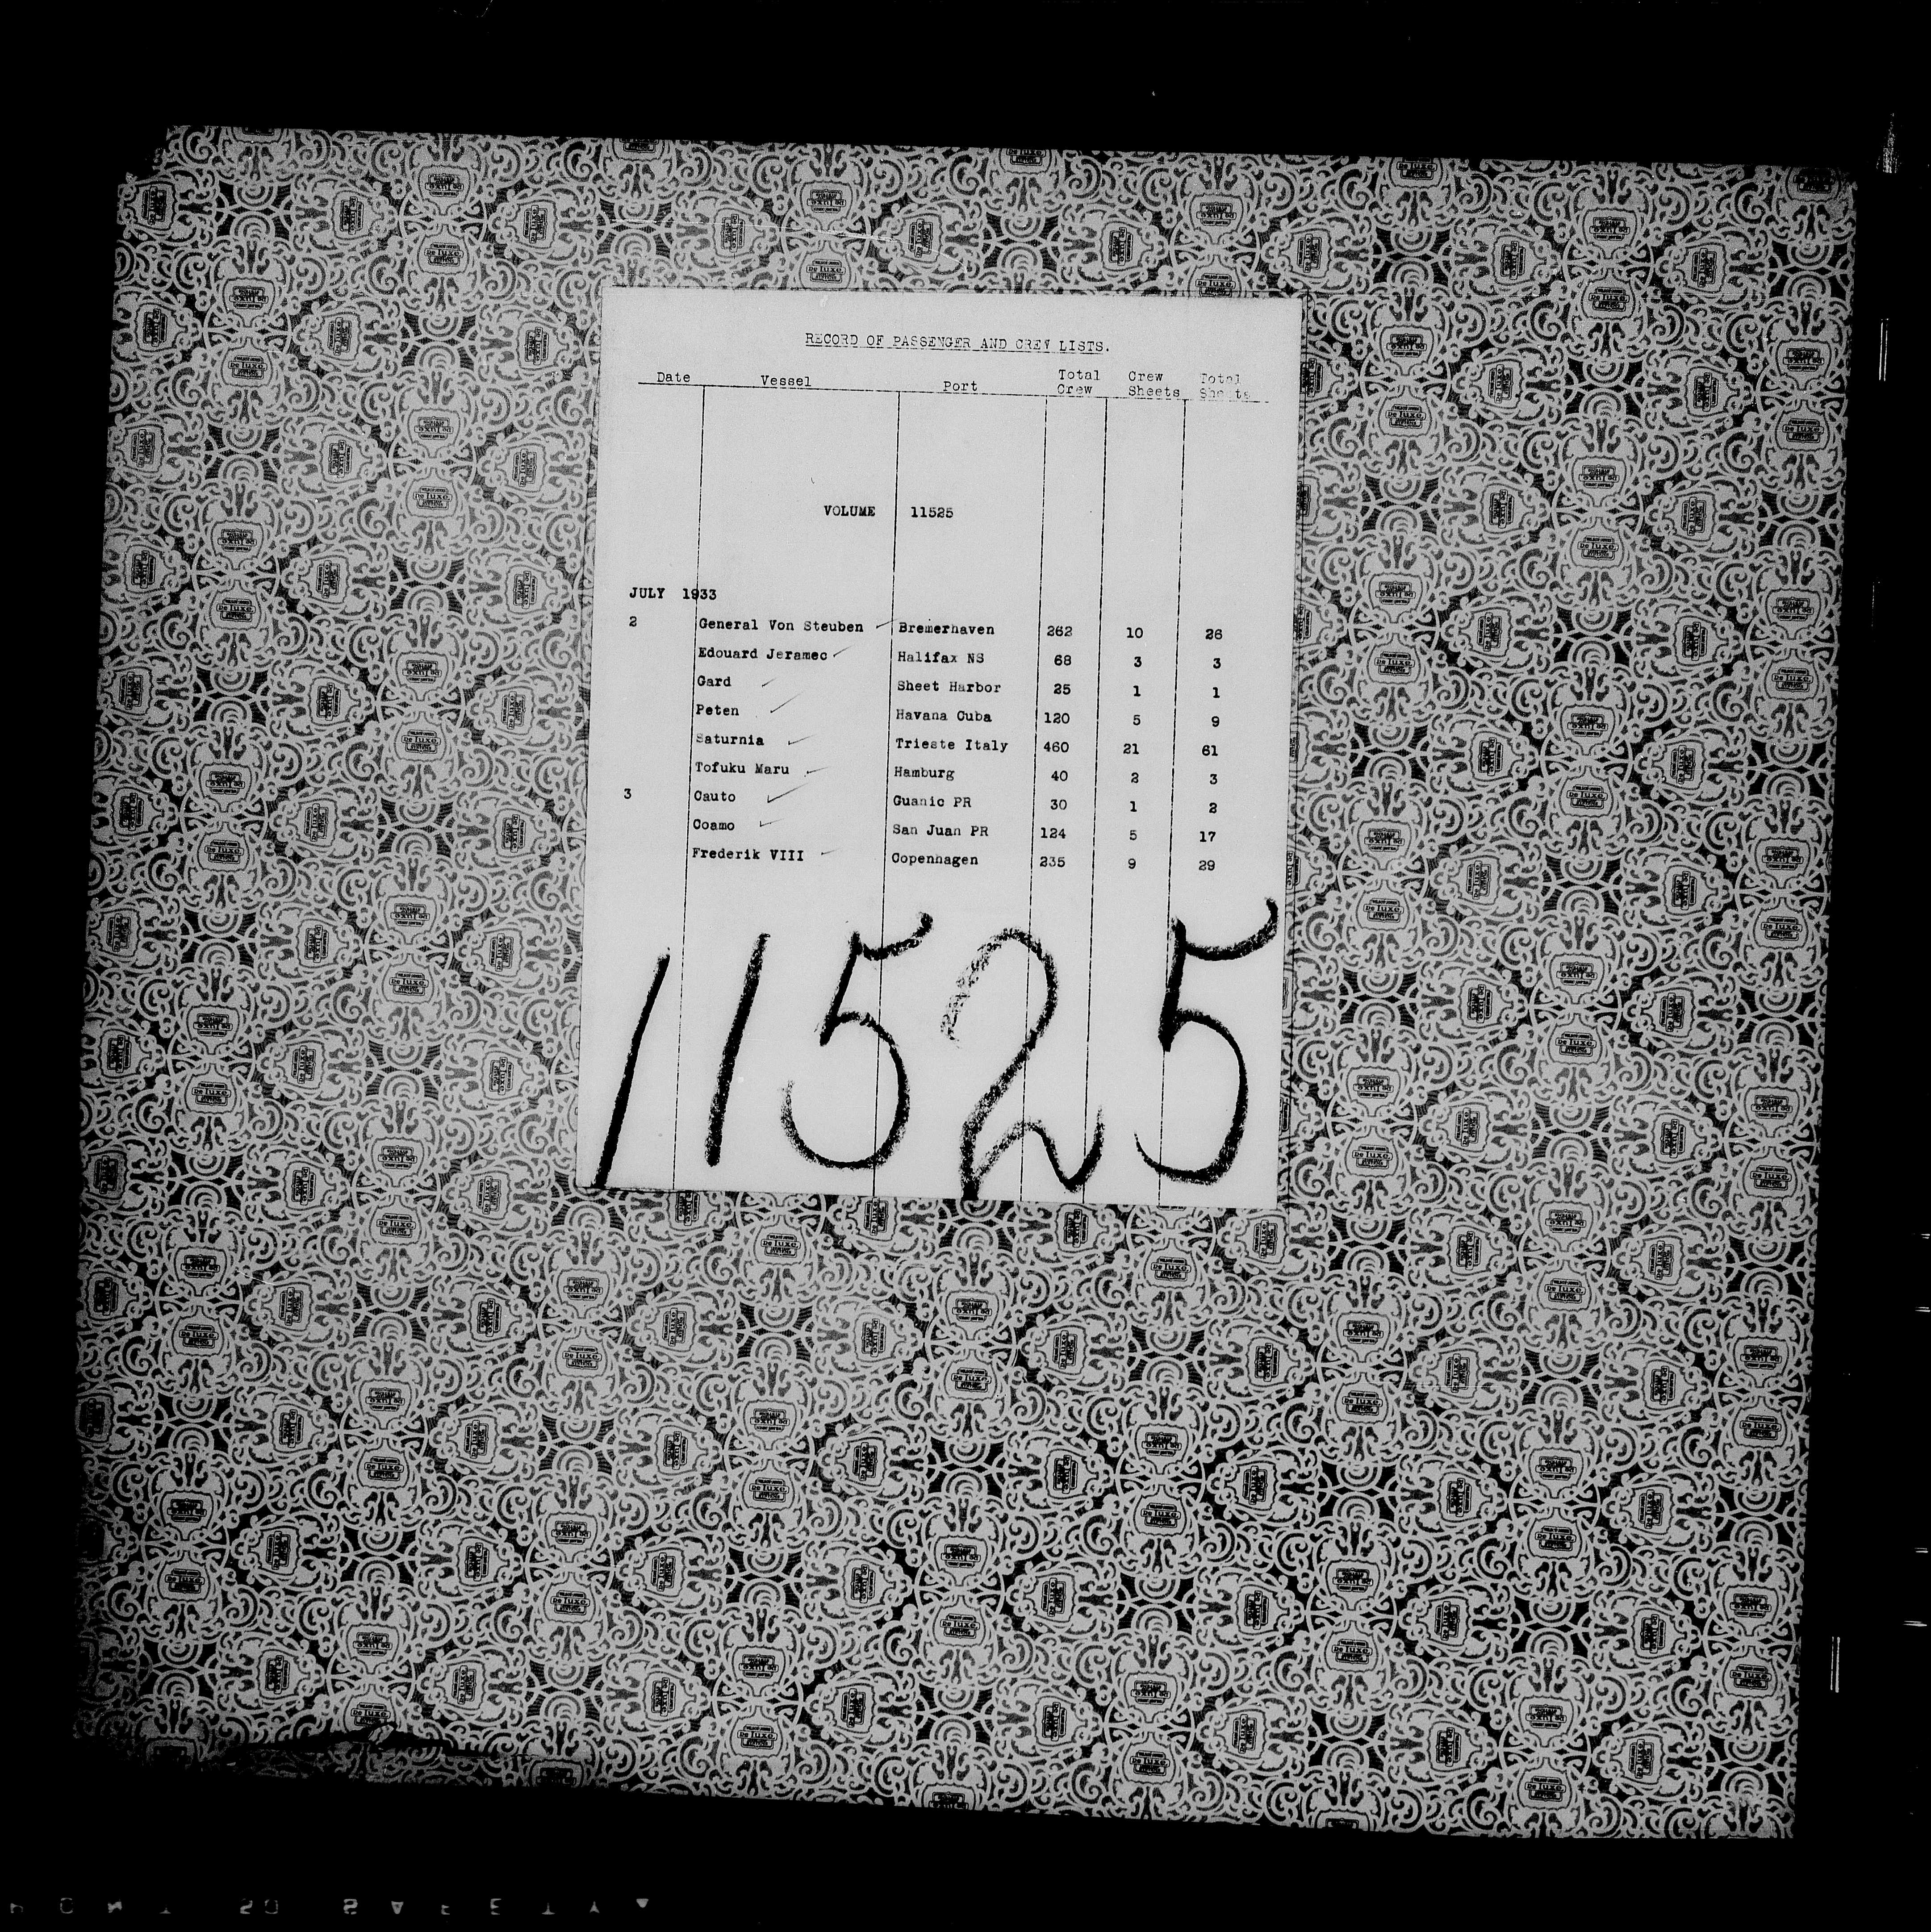 RECORD OF PASSENGER AND CREW LISTS.
Date Vessel Port Total Crew Crew Sheets Total Sheets
VOLUME 11525
JULY 1933
2 General Von Steuben Bremerhaven 262 10 26
Edouard Jeramec Halifax NS 68 3 3
Gard Sheet Harbor 25 1 1
Peten Havana Cuba 120 5 9
Saturnia Trieste Italy 460 21 61
Tofuku Maru Hamburg 40 2 3
3 Cauto Guanic PR 30 1 2
Coamo San Juan PR 124 5 17
Frederik VIII Copenhagen 235 9 29
11525
De luxe
50 SAFETY